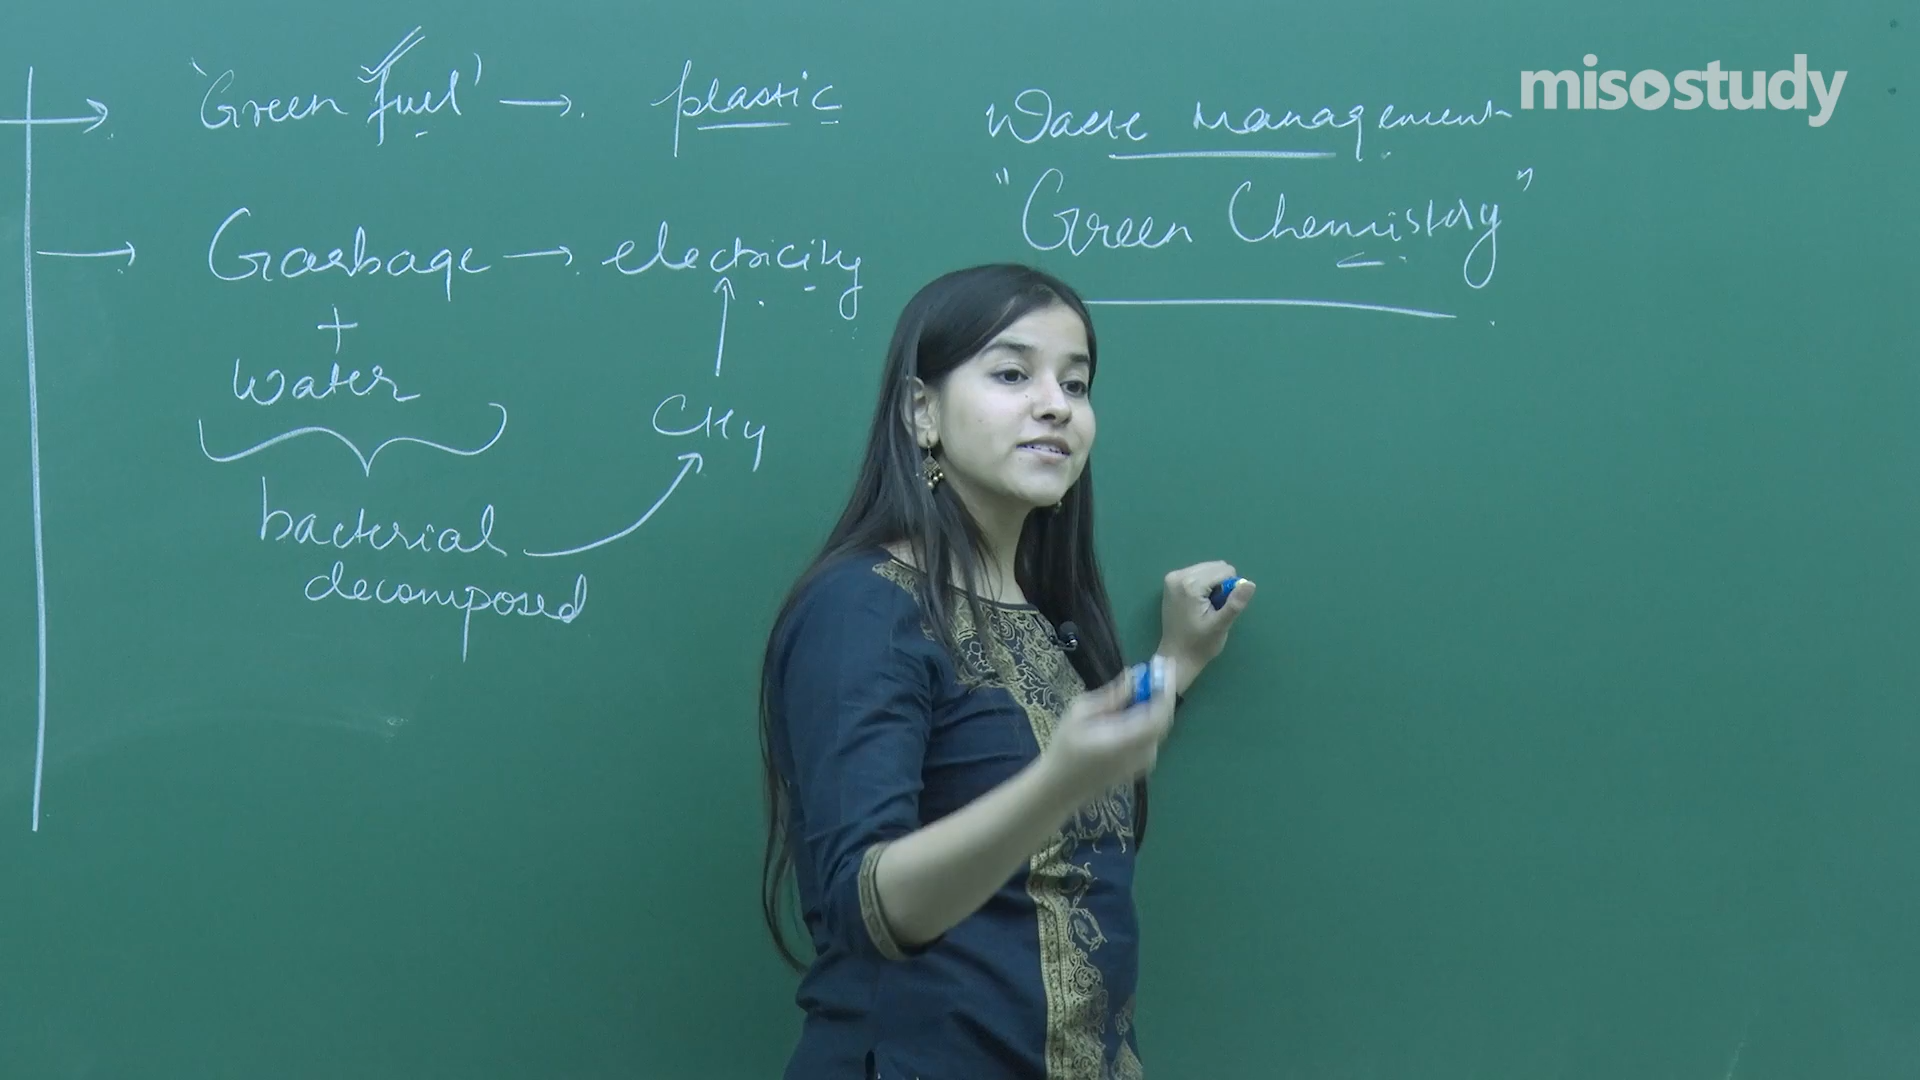 → 'Green fuel' → plastic
→ Garbage → electricity
+
water
CH4
bacterial
decomposed
Waste management
"Green Chemistry"
misostudy